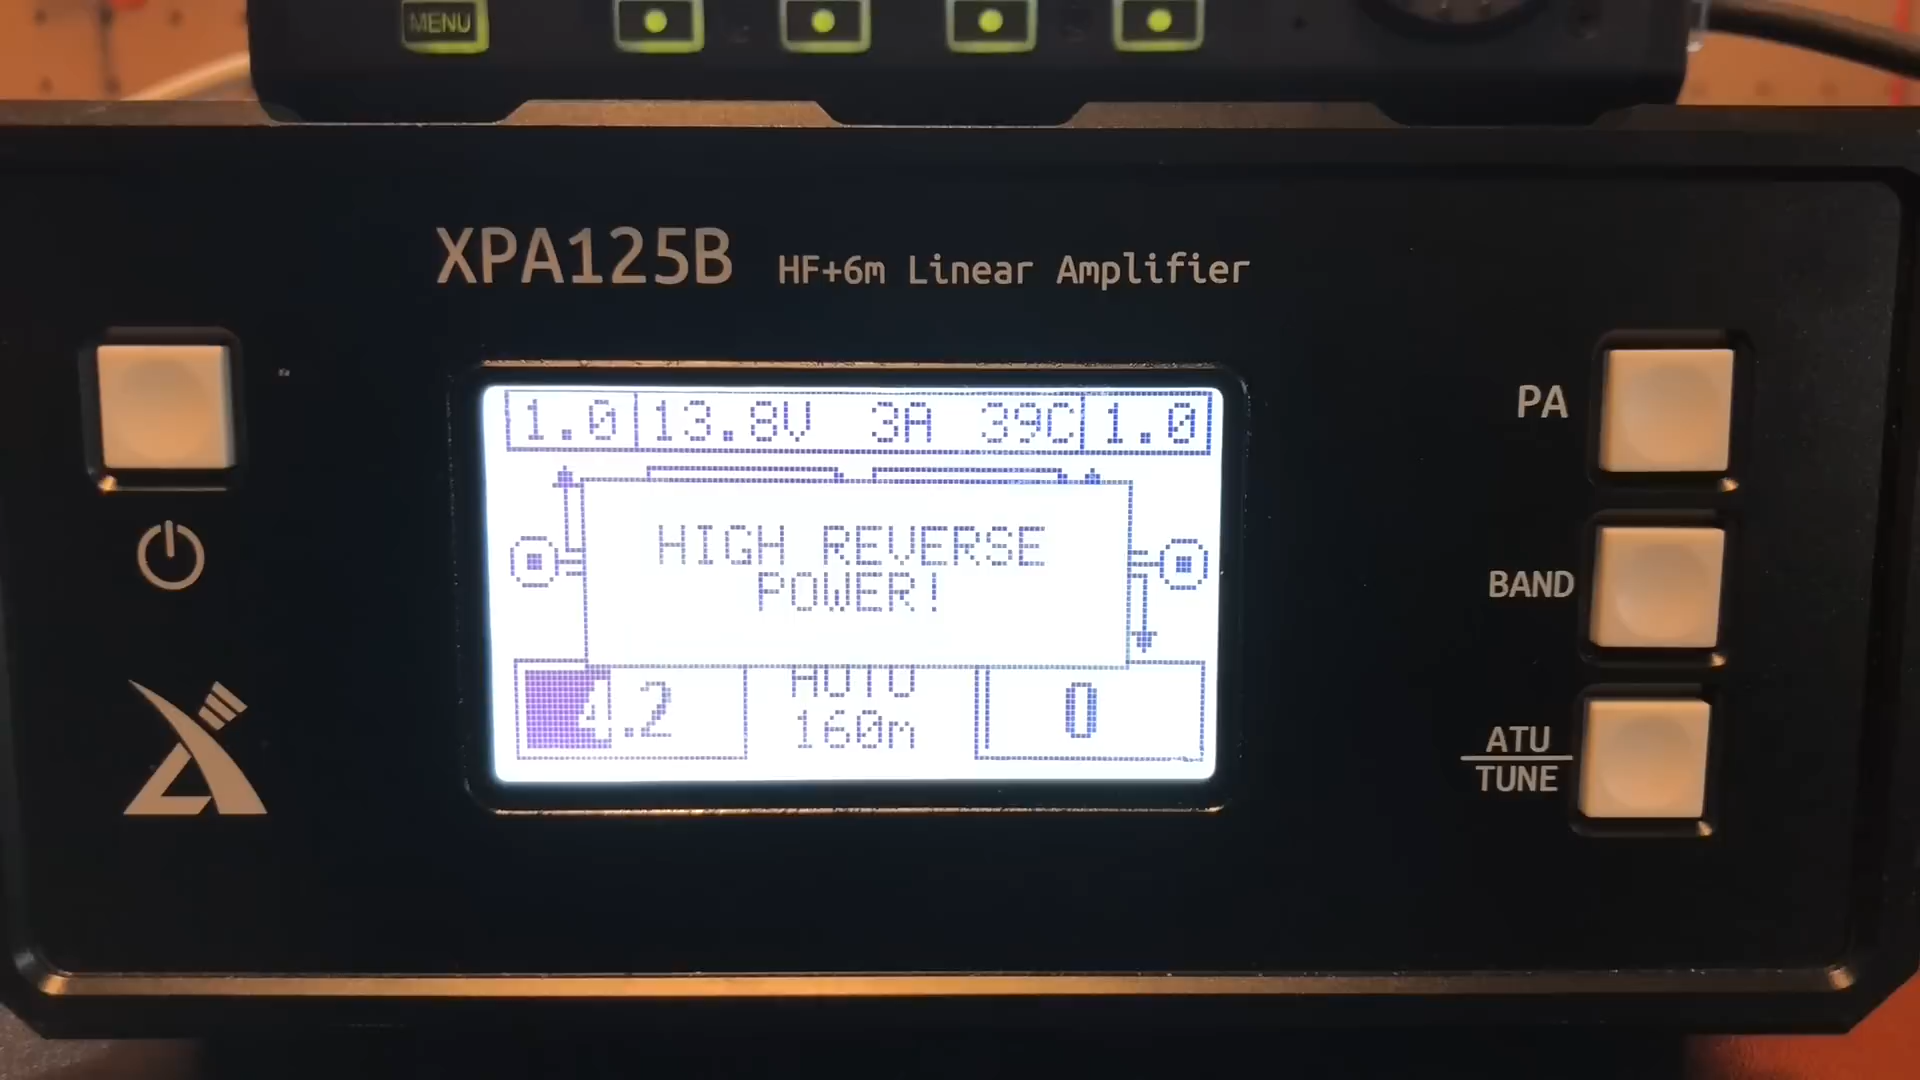 MENU
XPA125B HF+6m Linear Amplifier
1.0 13.8V 3A 39C 1.0
HIGH REVERSE
POWER!
4.2
AUTO
160m
0
PA
BAND
ATU
TUNE